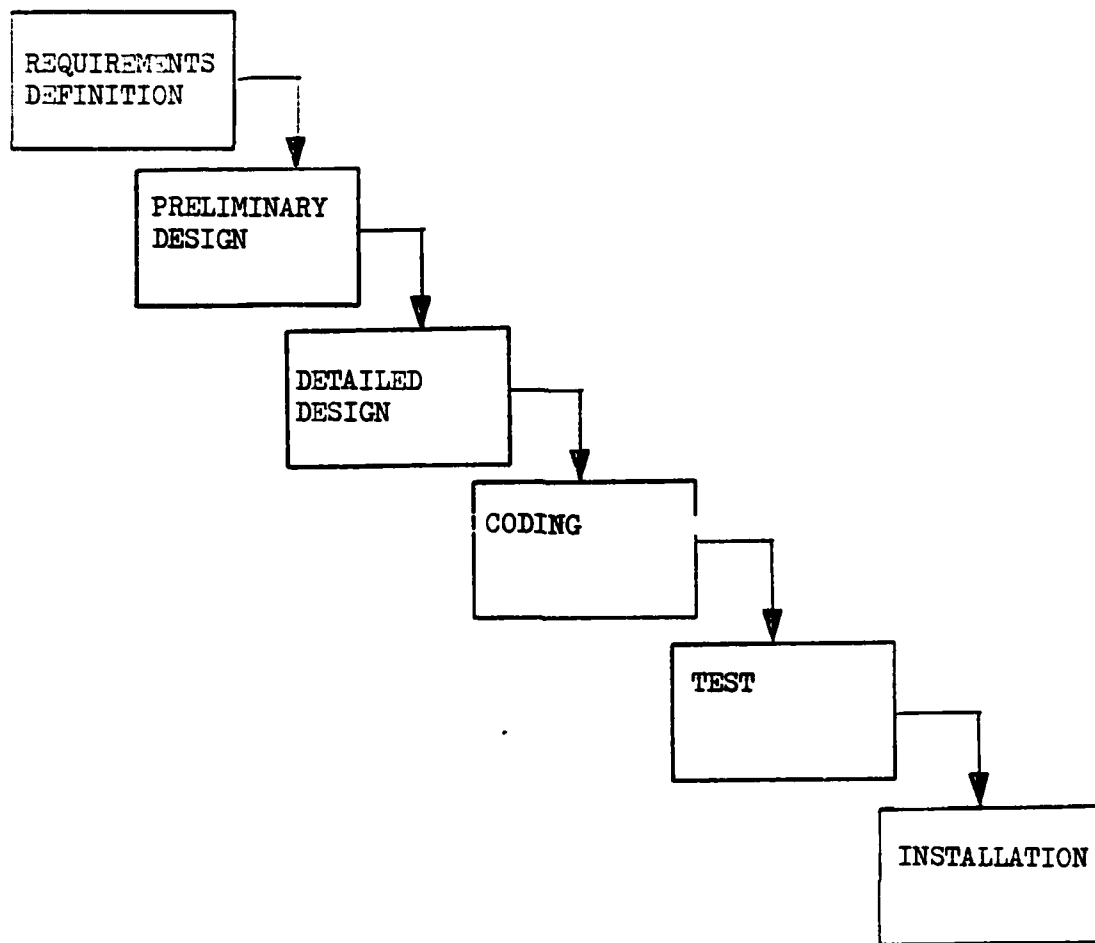 REQUIREMENTS
DEFINITION
PRELIMINARY
DESIGN
DETAILED
DESIGN
CODING
TEST
INSTALLATION